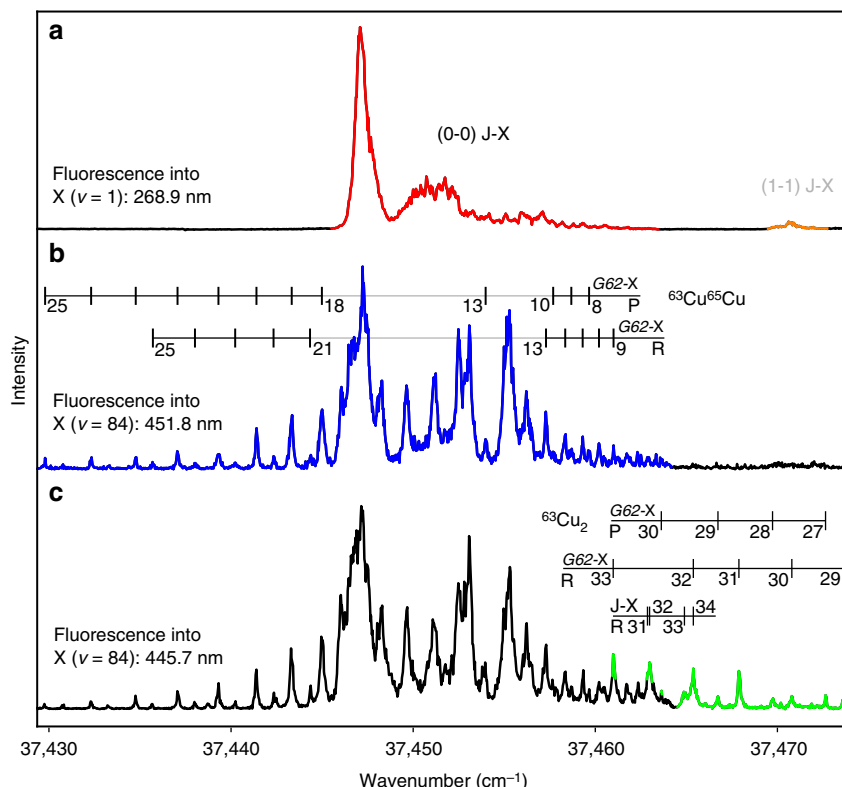 a
(0-0) J-X
Fluorescence into
X (v = 1): 268.9 nm
(1-1) J-X
b
G62-X
25 18 13 10 8 P
63Cu65Cu
G62-X
25 21 13 9 R
Intensity
Fluorescence into
X (v = 84): 451.8 nm
c
63Cu2
G62-X
P 30 29 28 27
G62-X
R 33 32 31 30 29
J-X 32 34
R 31 33
Fluorescence into
X (v = 84): 445.7 nm
37,430 37,440 37,450 37,460 37,470
Wavenumber (cm−1)